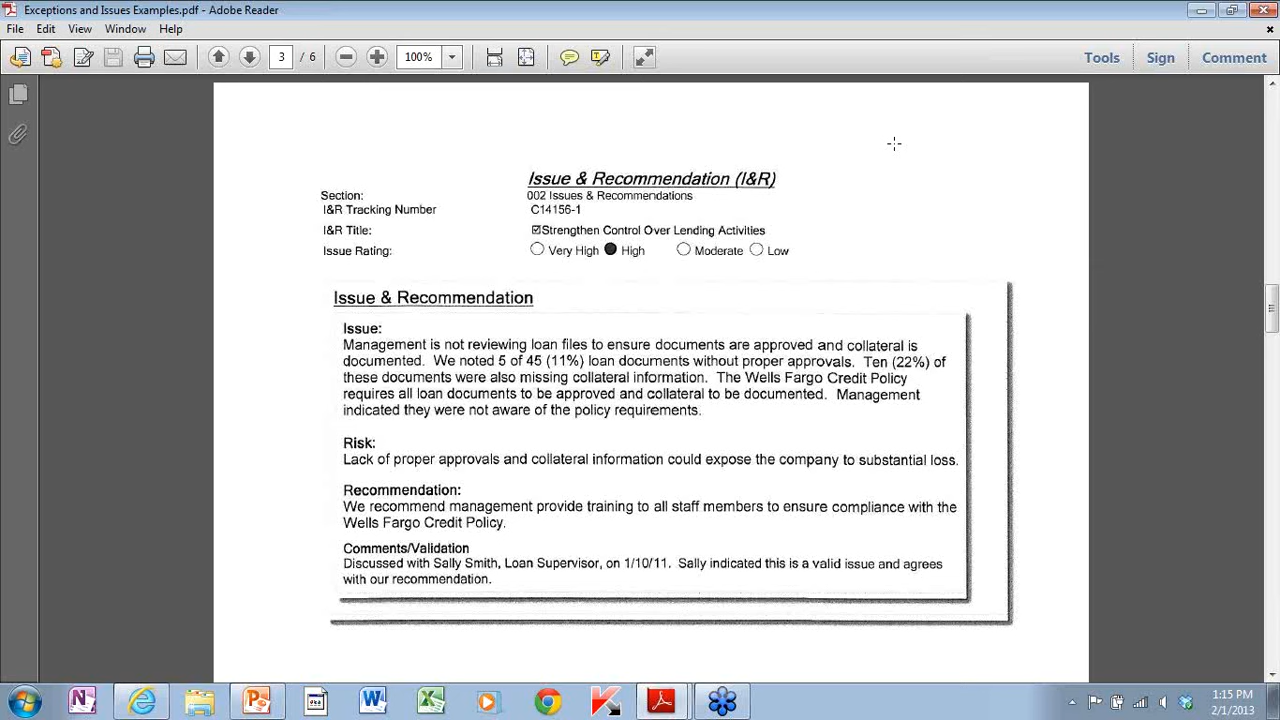 Exceptions and Issues Examples.pdf - Adobe Reader
File Edit View Window Help
3 / 6 100% Tools Sign Comment
Issue & Recommendation (I&R)
Section: 002 Issues & Recommendations
I&R Tracking Number C14156-1
I&R Title: Strengthen Control Over Lending Activities
Issue Rating: Very High High Moderate Low
Issue & Recommendation
Issue:
Management is not reviewing loan files to ensure documents are approved and collateral is
documented. We noted 5 of 45 (11%) loan documents without proper approvals. Ten (22%) of
these documents were also missing collateral information. The Wells Fargo Credit Policy
requires all loan documents to be approved and collateral to be documented. Management
indicated they were not aware of the policy requirements.
Risk:
Lack of proper approvals and collateral information could expose the company to substantial loss.
Recommendation:
We recommend management provide training to all staff members to ensure compliance with the
Wells Fargo Credit Policy.
Comments/Validation
Discussed with Sally Smith, Loan Supervisor, on 1/10/11. Sally indicated this is a valid issue and agrees
with our recommendation.
1:15 PM
2/1/2013